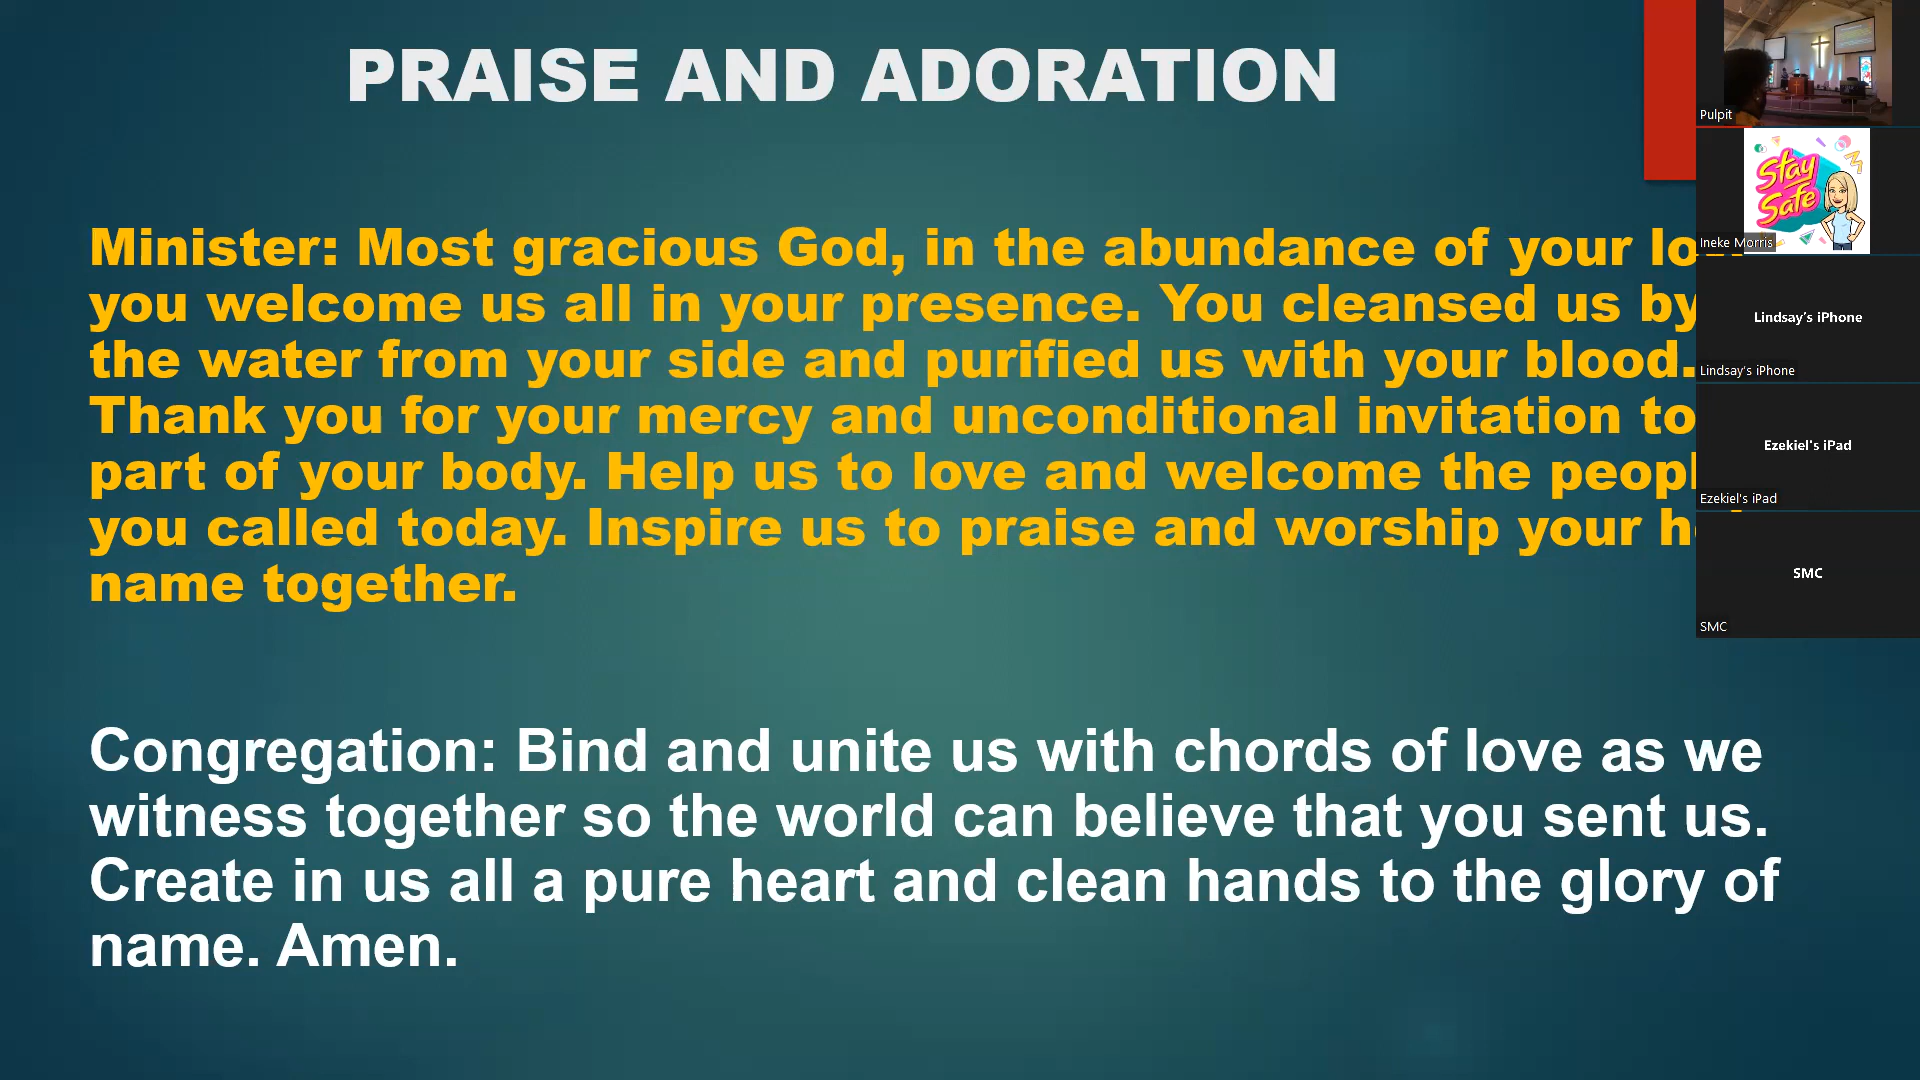 PRAISE AND ADORATION
Minister: Most gracious God, in the abundance of your
you welcome us all in your presence. You cleansed us by
the water from your side and purified us with your blood.
Thank you for your mercy and unconditional invitation to
part of your body. Help us to love and welcome the
you called today. Inspire us to praise and worship your
name together.
Congregation: Bind and unite us with chords of love as we
witness together so the world can believe that you sent us.
Create in us all a pure heart and clean hands to the glory of
name. Amen.
Pulpit
Stay
Safe
Ineke Morris
Lindsay's iPhone
Lindsay's iPhone
Ezekiel's iPad
Ezekiel's iPad
SMC
SMC